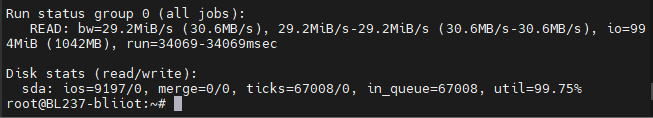 Run status group 0 (all jobs):
   READ: bw=29.2MiB/s (30.6MB/s), 29.2MiB/s-29.2MiB/s (30.6MB/s-30.6MB/s), io=99
4MiB (1042MB), run=34069-34069msec

Disk stats (read/write):
  sda: ios=9197/0, merge=0/0, ticks=67008/0, in_queue=67008, util=99.75%
root@BL237-bliiot:~#